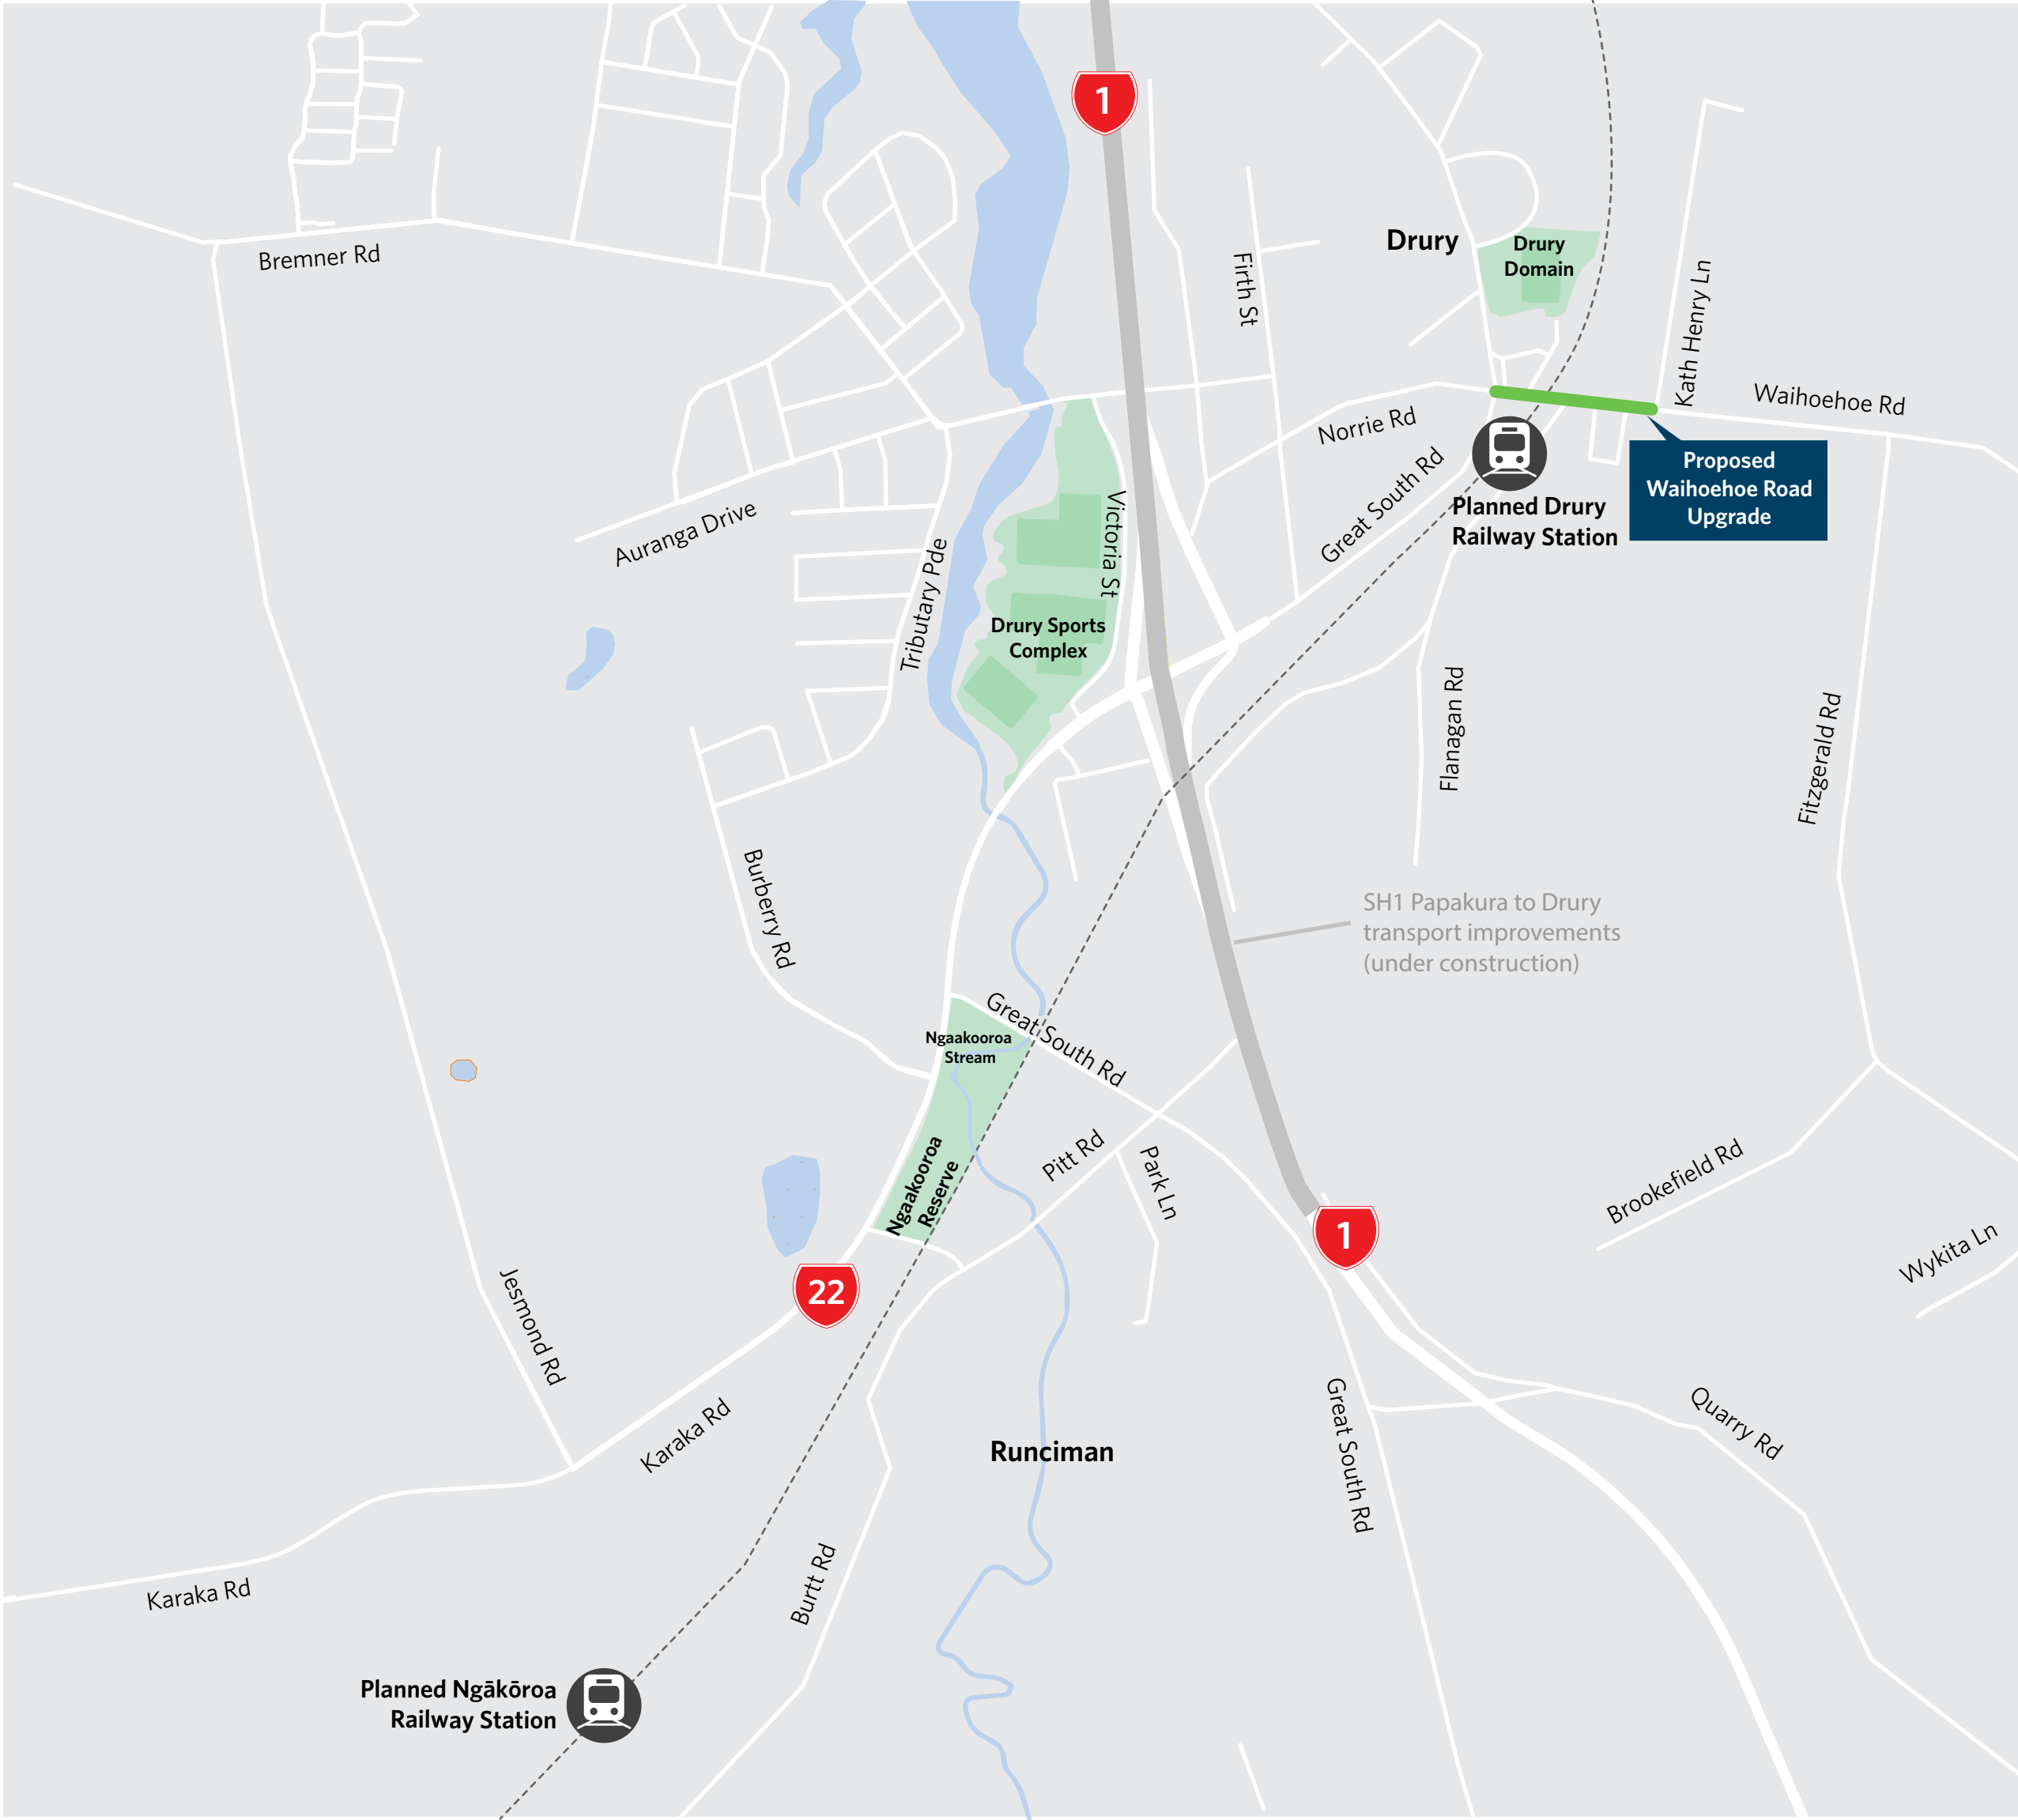 1
Drury
Drury
Domain
Bremner Rd
Firth St
Kath Henry Ln
Waihoehoe Rd
Norrie Rd
Proposed
Waihoehoe Road
Upgrade
Great South Rd
Planned Drury
Railway Station
Auranga Drive
Victoria St
Tributary Pde
Drury Sports
Complex
Flanagan Rd
Fitzgerald Rd
Burberry Rd
SH1 Papakura to Drury
transport improvements
(under construction)
Great South Rd
Ngaakooroa
Stream
Ngaakooroa
Reserve
Pitt Rd
Park Ln
Brookefield Rd
Wykita Ln
1
22
Jesmond Rd
Karaka Rd
Runciman
Great South Rd
Quarry Rd
Burtt Rd
Karaka Rd
Planned Ngākōroa
Railway Station